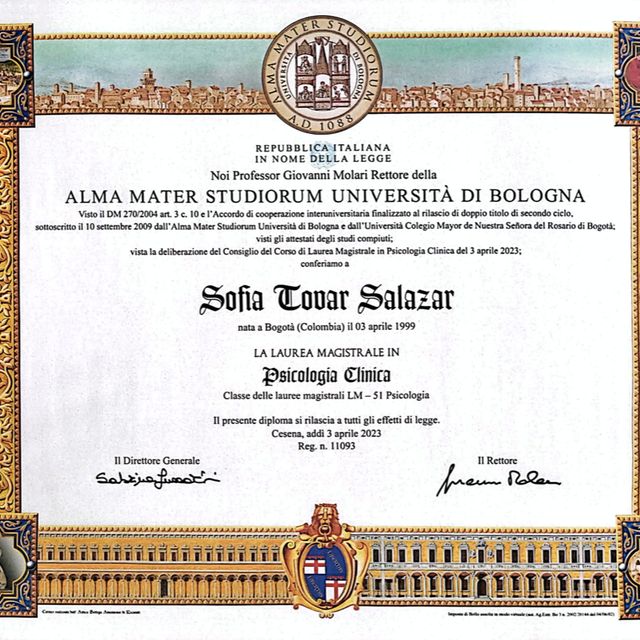 ALMA MATER STUDIORUM
UNIVERSITÀ DI BOLOGNA
A.D. 1088
REPUBBLICA ITALIANA
IN NOME DELLA LEGGE
Noi Professor Giovanni Molari Rettore della
ALMA MATER STUDIORUM UNIVERSITÀ DI BOLOGNA
Visto il DM 270/2004 art. 3 c. 10 e l'Accordo di cooperazione interuniversitaria finalizzato al rilascio di doppio titolo di secondo ciclo,
sottoscritto il 10 settembre 2009 dall'Alma Mater Studiorum Università di Bologna e dall'Università Colegio Mayor de Nuestra Señora del Rosario di Bogotá;
visti gli attestati degli studi compiuti;
vista la deliberazione del Consiglio del Corso di Laurea Magistrale in Psicologia Clinica del 3 aprile 2023;
conferiamo a
Sofia Tovar Salazar
nata a Bogotà (Colombia) il 03 aprile 1999
LA LAUREA MAGISTRALE IN
Psicologia Clinica
Classe delle lauree magistrali LM – 51 Psicologia
Il presente diploma si rilascia a tutti gli effetti di legge.
Cesena, addì 3 aprile 2023
Reg. n. 11093
Il Direttore Generale
Il Rettore